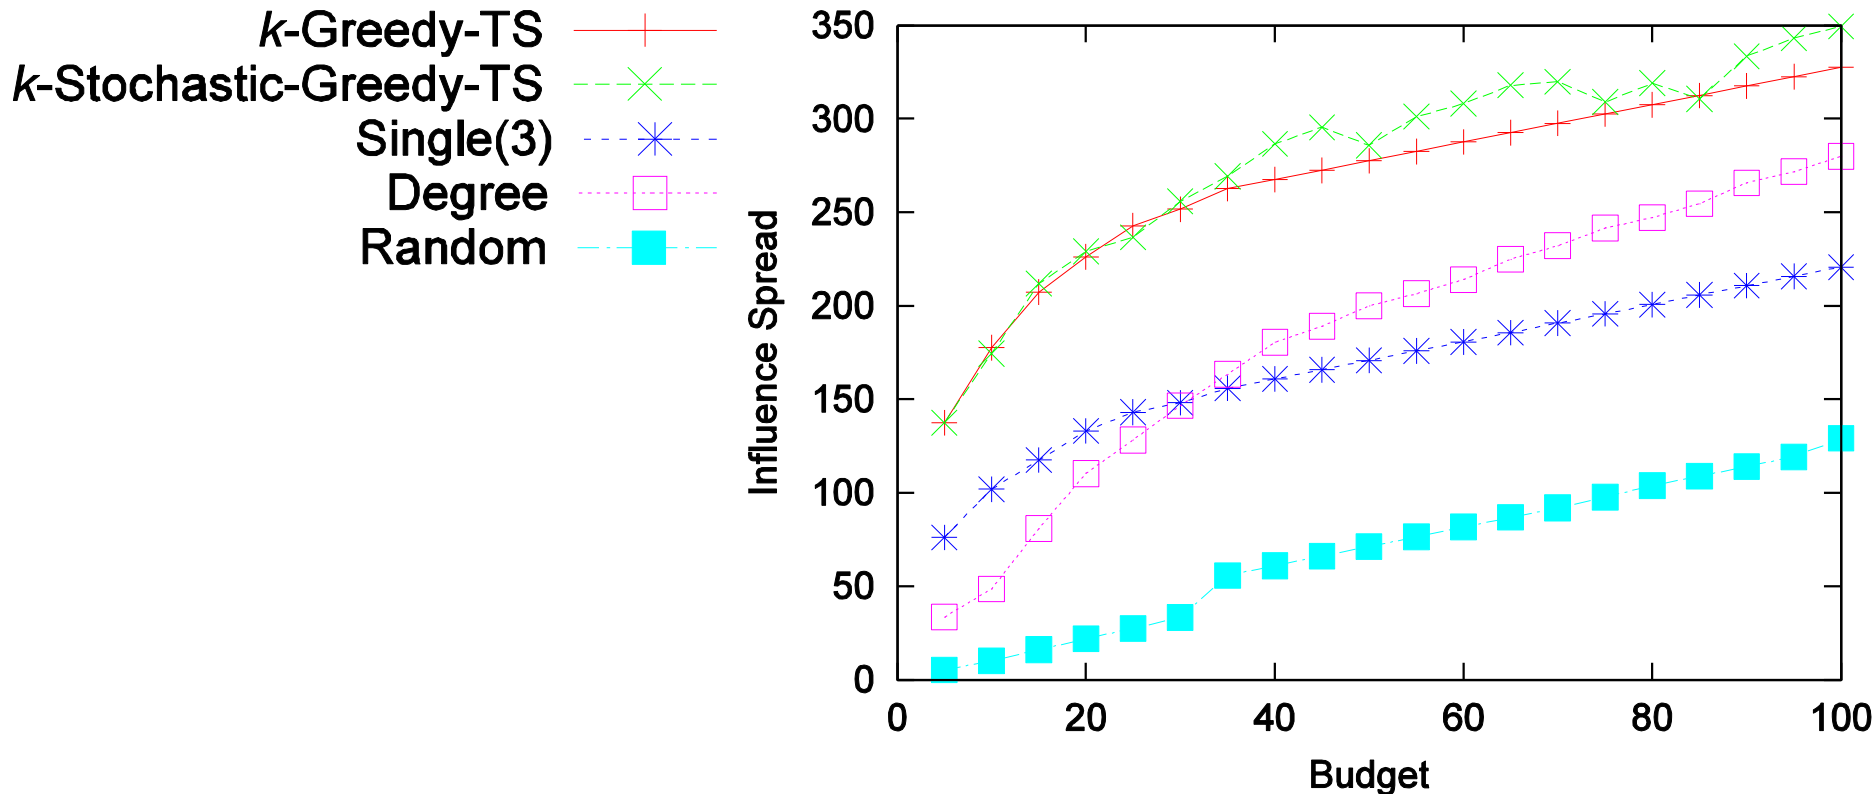 k-Greedy-TS
k-Stochastic-Greedy-TS
Single(3)
Degree
Random
Influence Spread
350
300
250
200
150
100
50
0
0 20 40 60 80 100
Budget